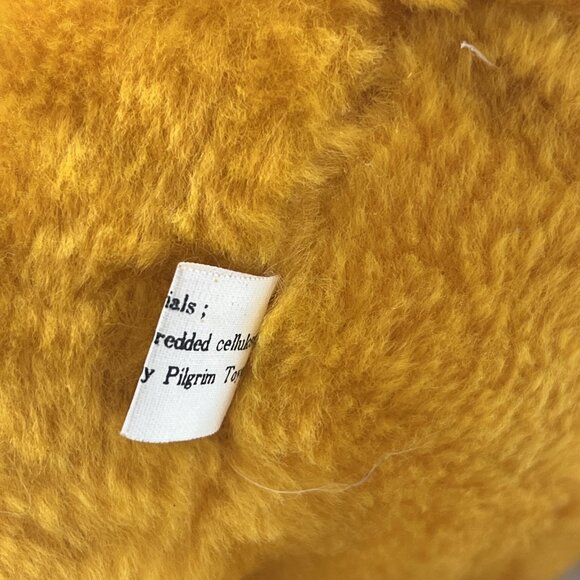 ials ;
redded cellulos
y Pilgrim Toy